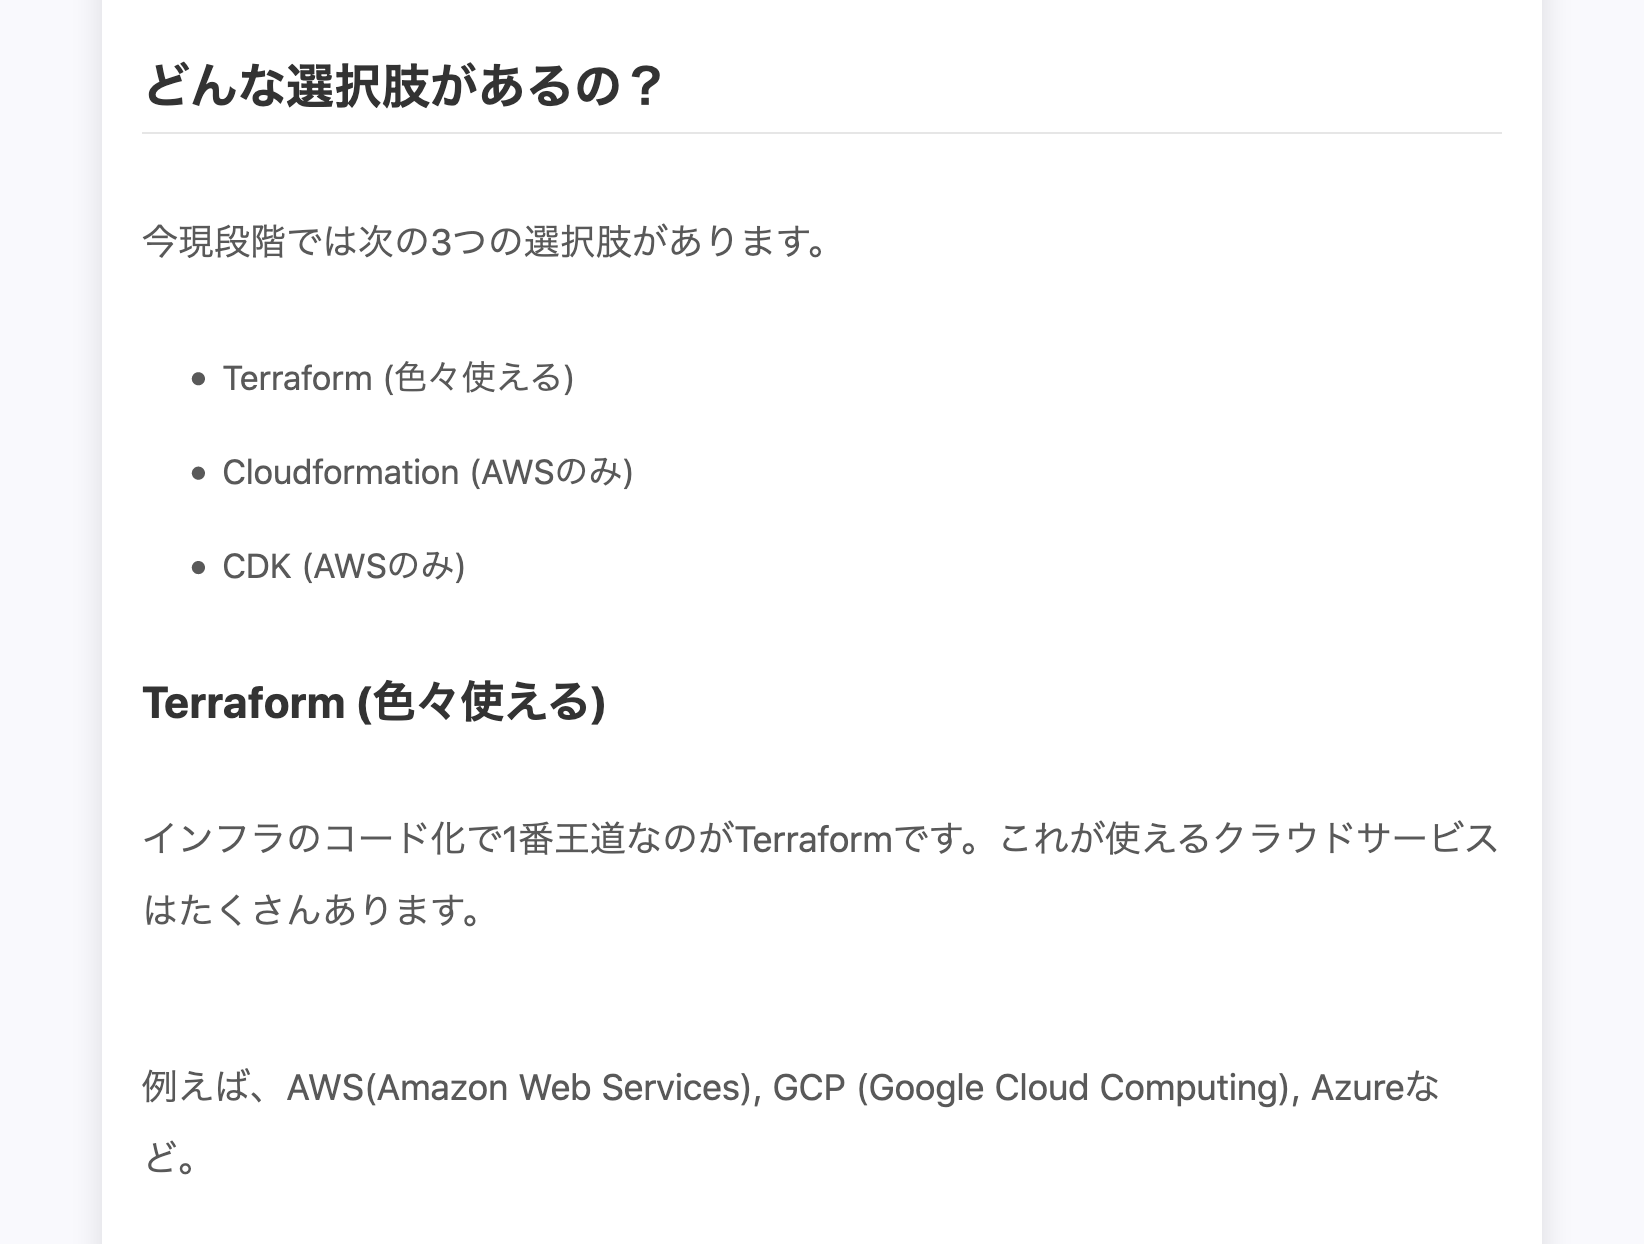 どんな選択肢があるの？
今現段階では次の3つの選択肢があります。
• Terraform (色々使える)
• Cloudformation (AWSのみ)
• CDK (AWSのみ)
Terraform (色々使える)
インフラのコード化で1番王道なのがTerraformです。これが使えるクラウドサービス
はたくさんあります。
例えば、AWS(Amazon Web Services), GCP (Google Cloud Computing), Azureな
ど。